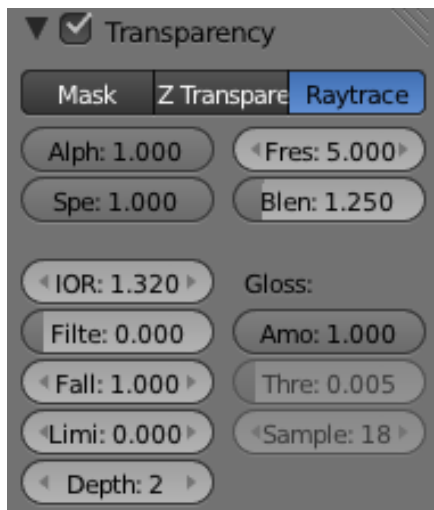 Transparency
Mask Z Transpare Raytrace
Alph: 1.000 Fres: 5.000
Spe: 1.000 Blen: 1.250
IOR: 1.320 Gloss:
Filte: 0.000 Amo: 1.000
Fall: 1.000 Thre: 0.005
Limi: 0.000 Sample: 18
Depth: 2